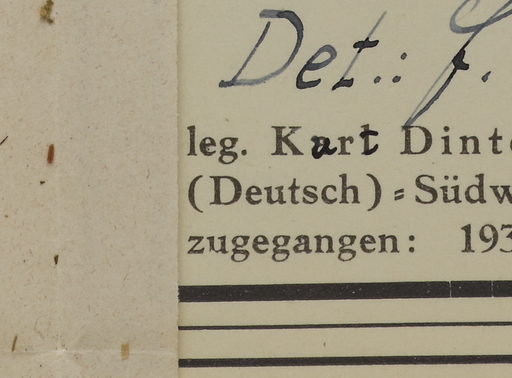 Det.: J.
leg. Kurt Dint
(Deutsch) = Südw
zugegangen: 193